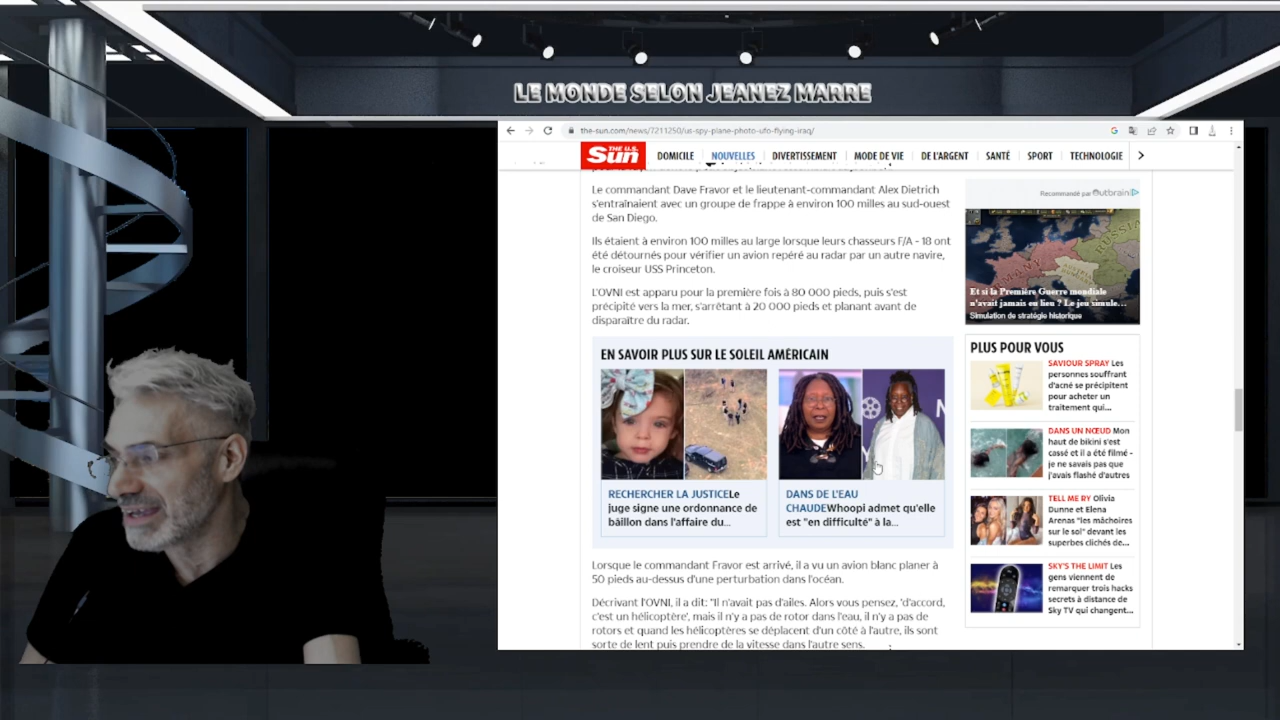 LE MONDE SELON JEANEZ MARRE
the-sun.com/news/7211250/us-spy-plane-photo-ufo-flying-iraq/
THE U.S. Sun
DOMICILE NOUVELLES DIVERTISSEMENT MODE DE VIE DE L'ARGENT SANTÉ SPORT TECHNOLOGIE
Le commandant Dave Fravor et le lieutenant-commandant Alex Dietrich
s'entraînaient avec un groupe de frappe à environ 100 milles au sud-ouest
de San Diego.
Ils étaient à environ 100 milles au large lorsque leurs chasseurs F/A - 18 ont
été détournés pour vérifier un avion repéré au radar par un autre navire,
le croiseur USS Princeton.
L'OVNI est apparu pour la première fois à 80 000 pieds, puis s'est
précipité vers la mer, s'arrêtant à 20 000 pieds et planant avant de
disparaître du radar.
EN SAVOIR PLUS SUR LE SOLEIL AMÉRICAIN
RECHERCHER LA JUSTICELe
juge signe une ordonnance de
bâillon dans l'affaire du...
DANS DE L'EAU
CHAUDEWhoopi admet qu'elle
est "en difficulté" à la...
Lorsque le commandant Fravor est arrivé, il a vu un avion blanc planer à
50 pieds au-dessus d'une perturbation dans l'océan.
Décrivant l'OVNI, il a dit: "Il n'avait pas d'ailes. Alors vous pensez, 'd'accord,
c'est un hélicoptère', mais il n'y a pas de rotor dans l'eau, il n'y a pas de
rotors et quand les hélicoptères se déplacent d'un côté à l'autre, ils sont
sorte de lent puis prendre de la vitesse dans l'autre sens.
Recommandé par Outbrain
MANY
RUSSIA
Et si la Première Guerre mondiale
n'avait jamais eu lieu ? Le jeu simule...
Simulation de stratégie historique
PLUS POUR VOUS
SAVIOUR SPRAY Les
personnes souffrant
d'acné se précipitent
pour acheter un
traitement qui...
DANS UN NŒUD Mon
haut de bikini s'est
cassé et il a été filmé -
je ne savais pas que
j'avais flashé d'autres
TELL ME RY Olivia
Dunne et Elena
Arenas "les mâchoires
sur le sol" devant les
superbes clichés de...
SKY'S THE LIMIT Les
gens viennent de
remarquer trois hacks
secrets à distance de
Sky TV qui changent...